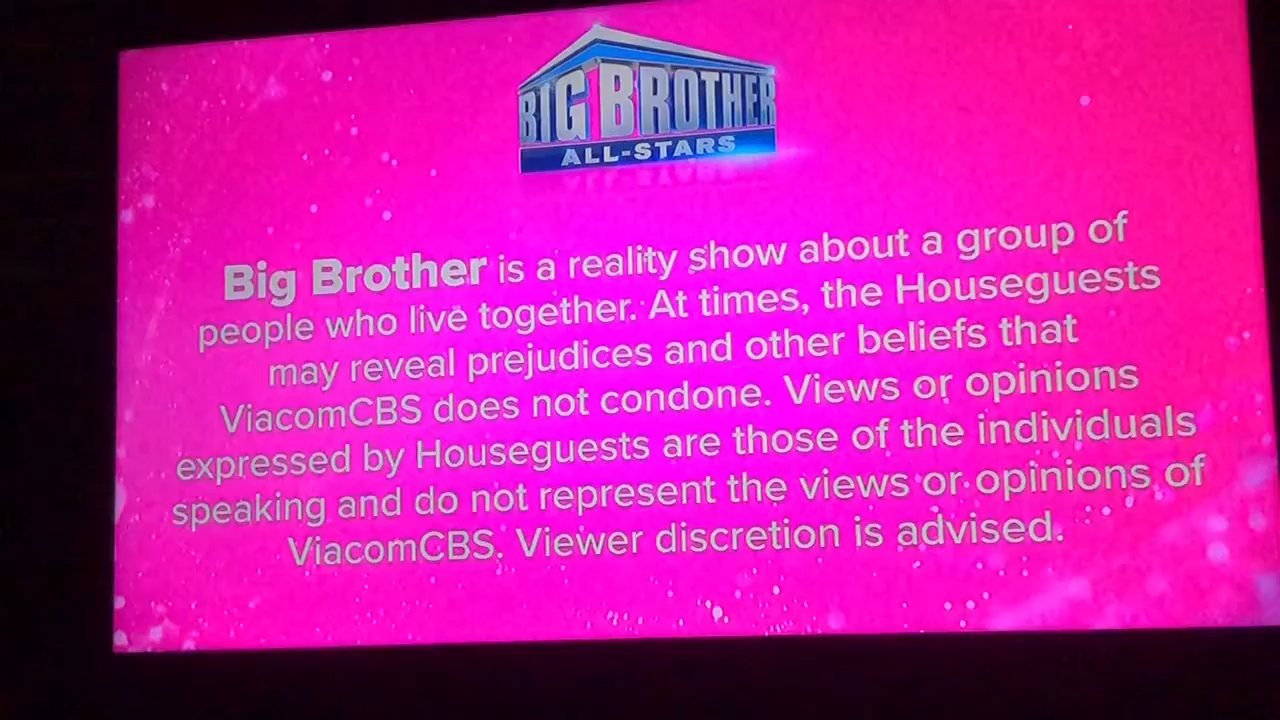 BIG BROTHER
ALL-STARS
Big Brother is a reality show about a group of
people who live together. At times, the Houseguests
may reveal prejudices and other beliefs that
ViacomCBS does not condone. Views or opinions
expressed by Houseguests are those of the individuals
speaking and do not represent the views or opinions of
ViacomCBS. Viewer discretion is advised.